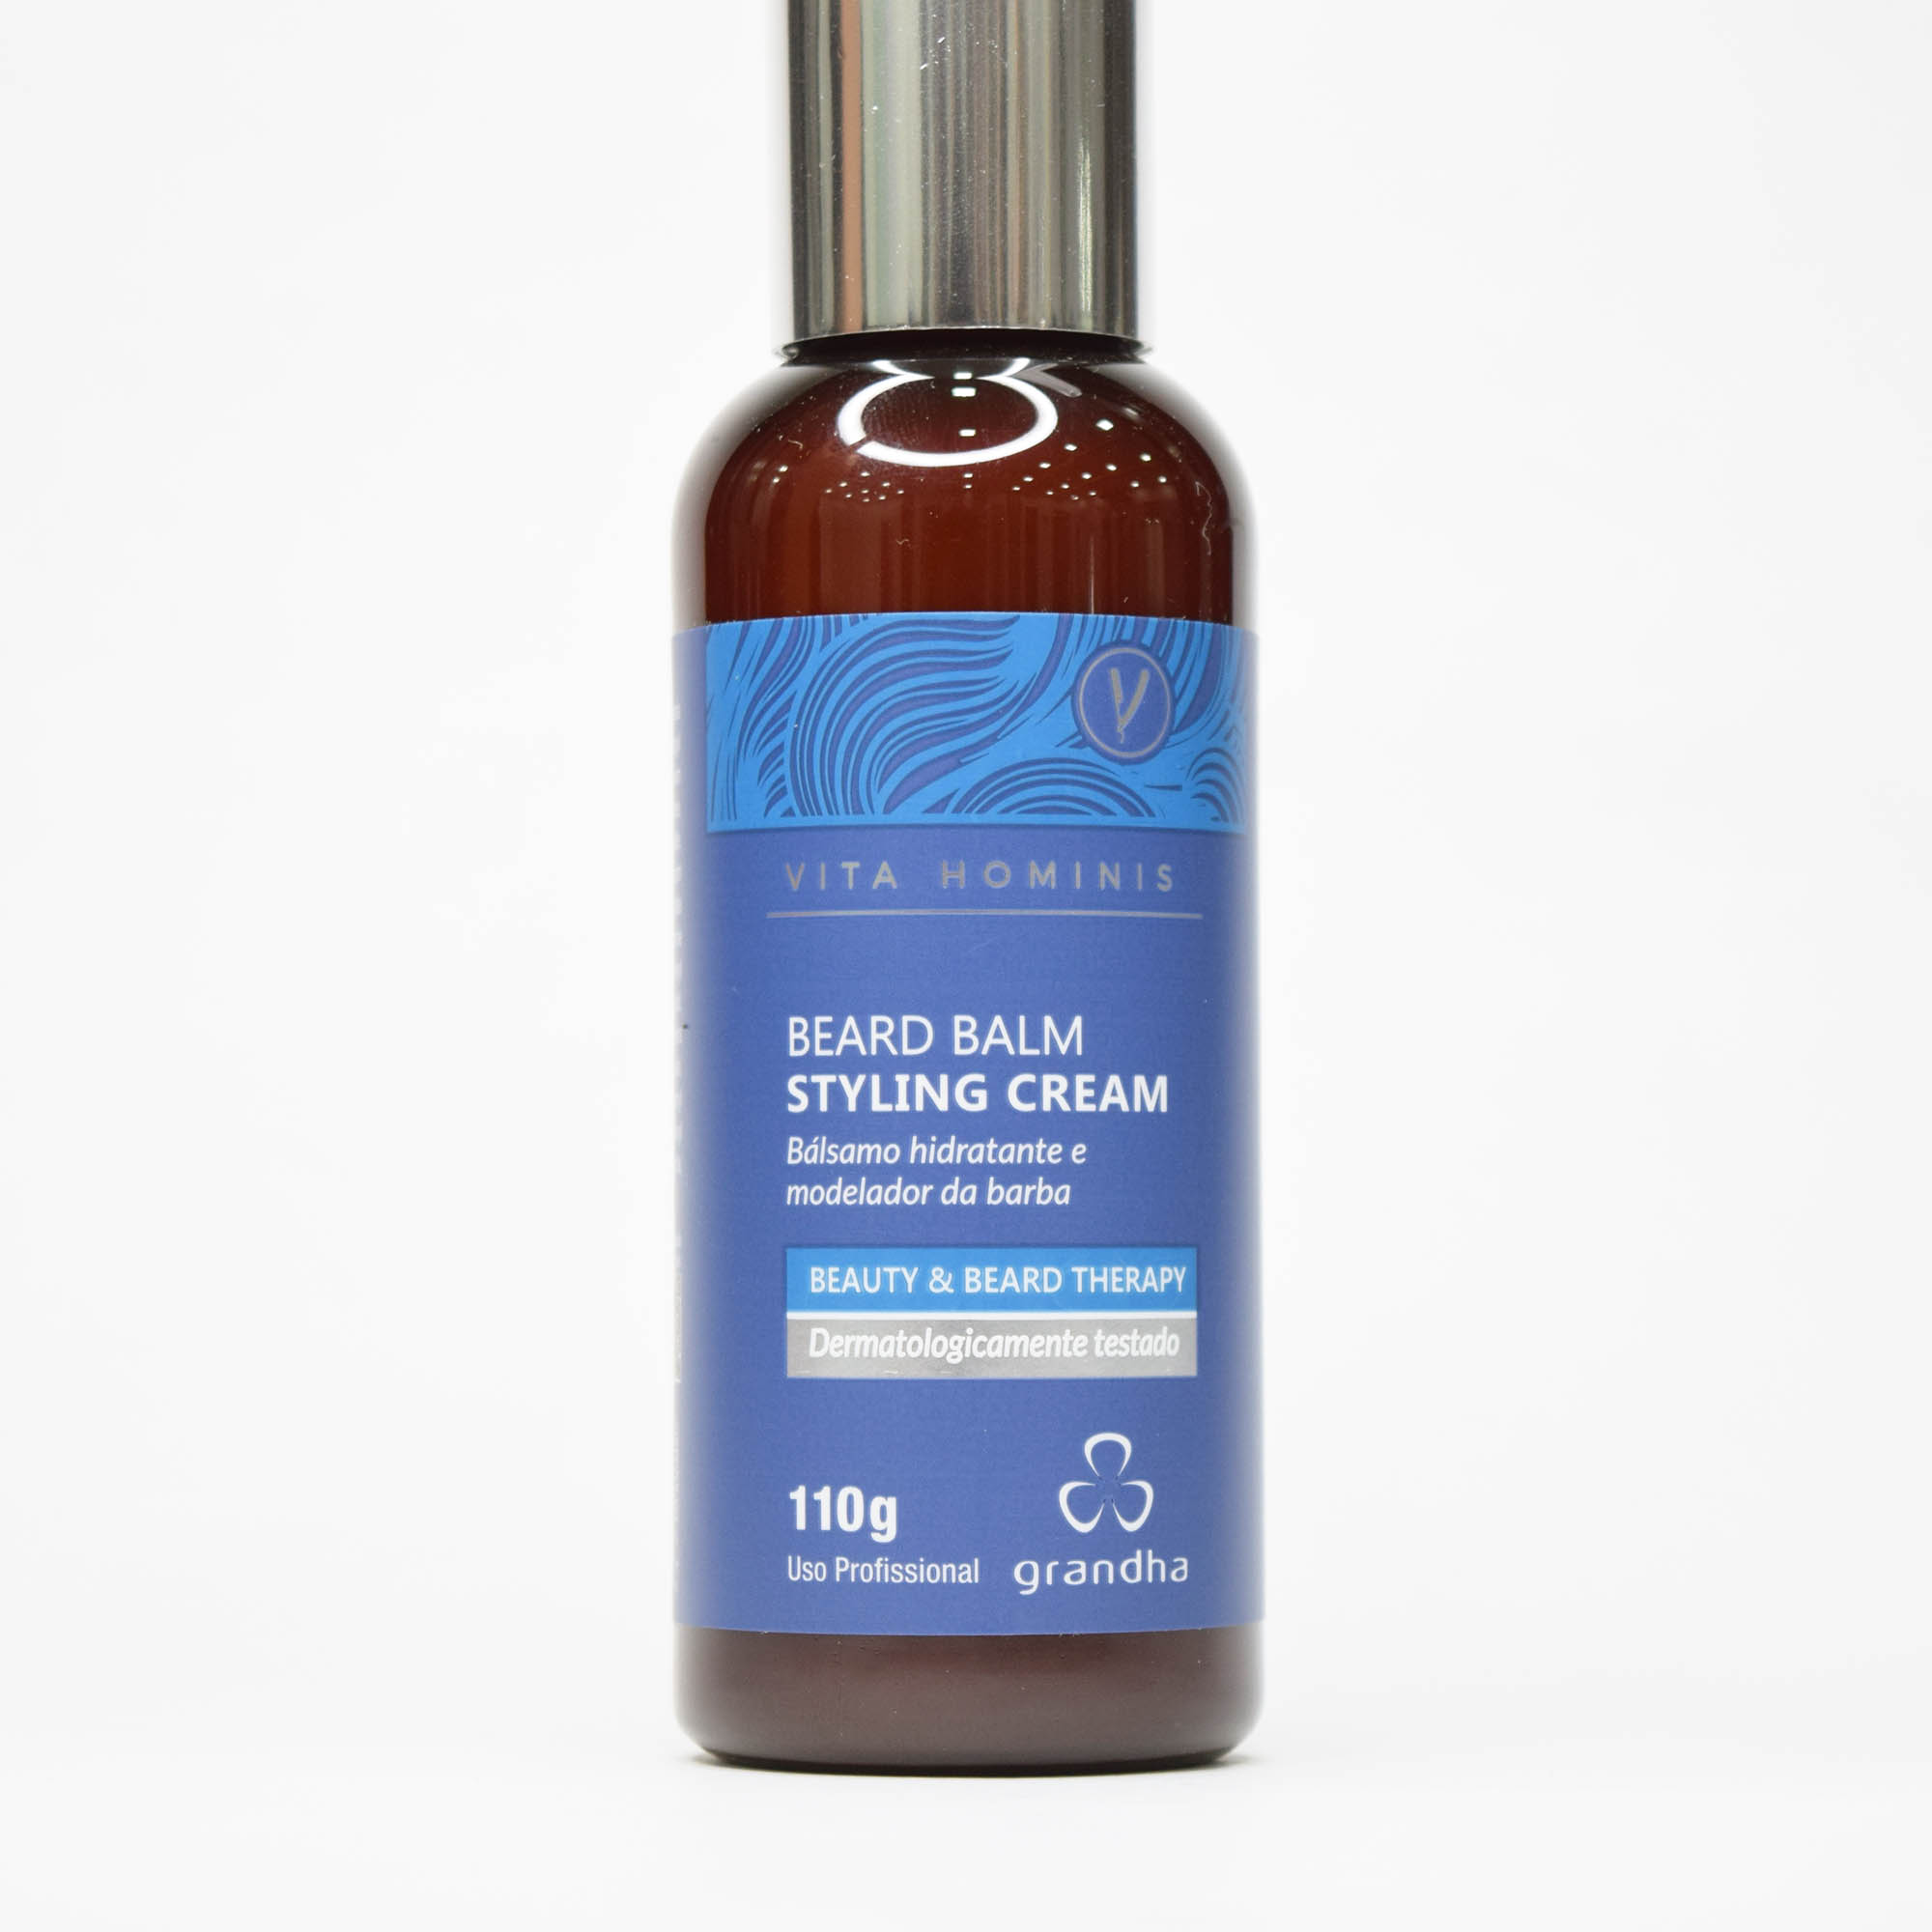 VITA HOMINIS
BEARD BALM
STYLING CREAM
Bálsamo hidratante e
modelador da barba
BEAUTY & BEARD THERAPY
Dermatologicamente testado
110g
Uso Profissional
grandha